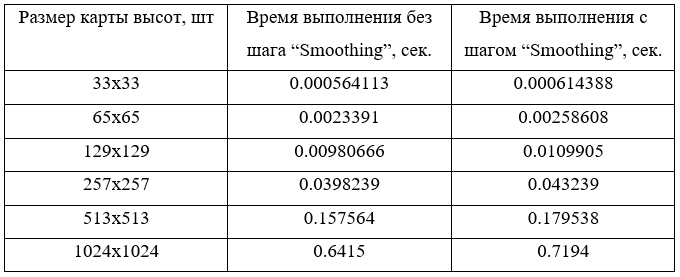 Размер карты высот, шт
Время выполнения без
шага “Smoothing”, сек.
Время выполнения с
шагом “Smoothing”, сек.
33x33 0.000564113 0.000614388
65x65 0.0023391 0.00258608
129x129 0.00980666 0.0109905
257x257 0.0398239 0.043239
513x513 0.157564 0.179538
1024x1024 0.6415 0.7194